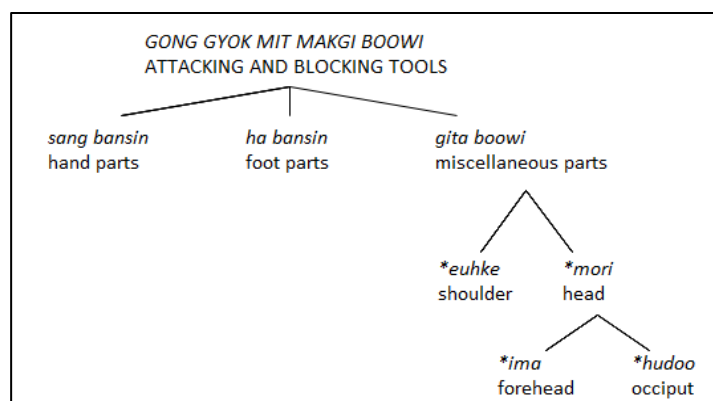 GONG GYOK MIT MAKGI BOOWI
ATTACKING AND BLOCKING TOOLS
sang bansin
hand parts
ha bansin
foot parts
gita boowi
miscellaneous parts
*euhke
shoulder
*mori
head
*ima
forehead
*hudoo
occiput